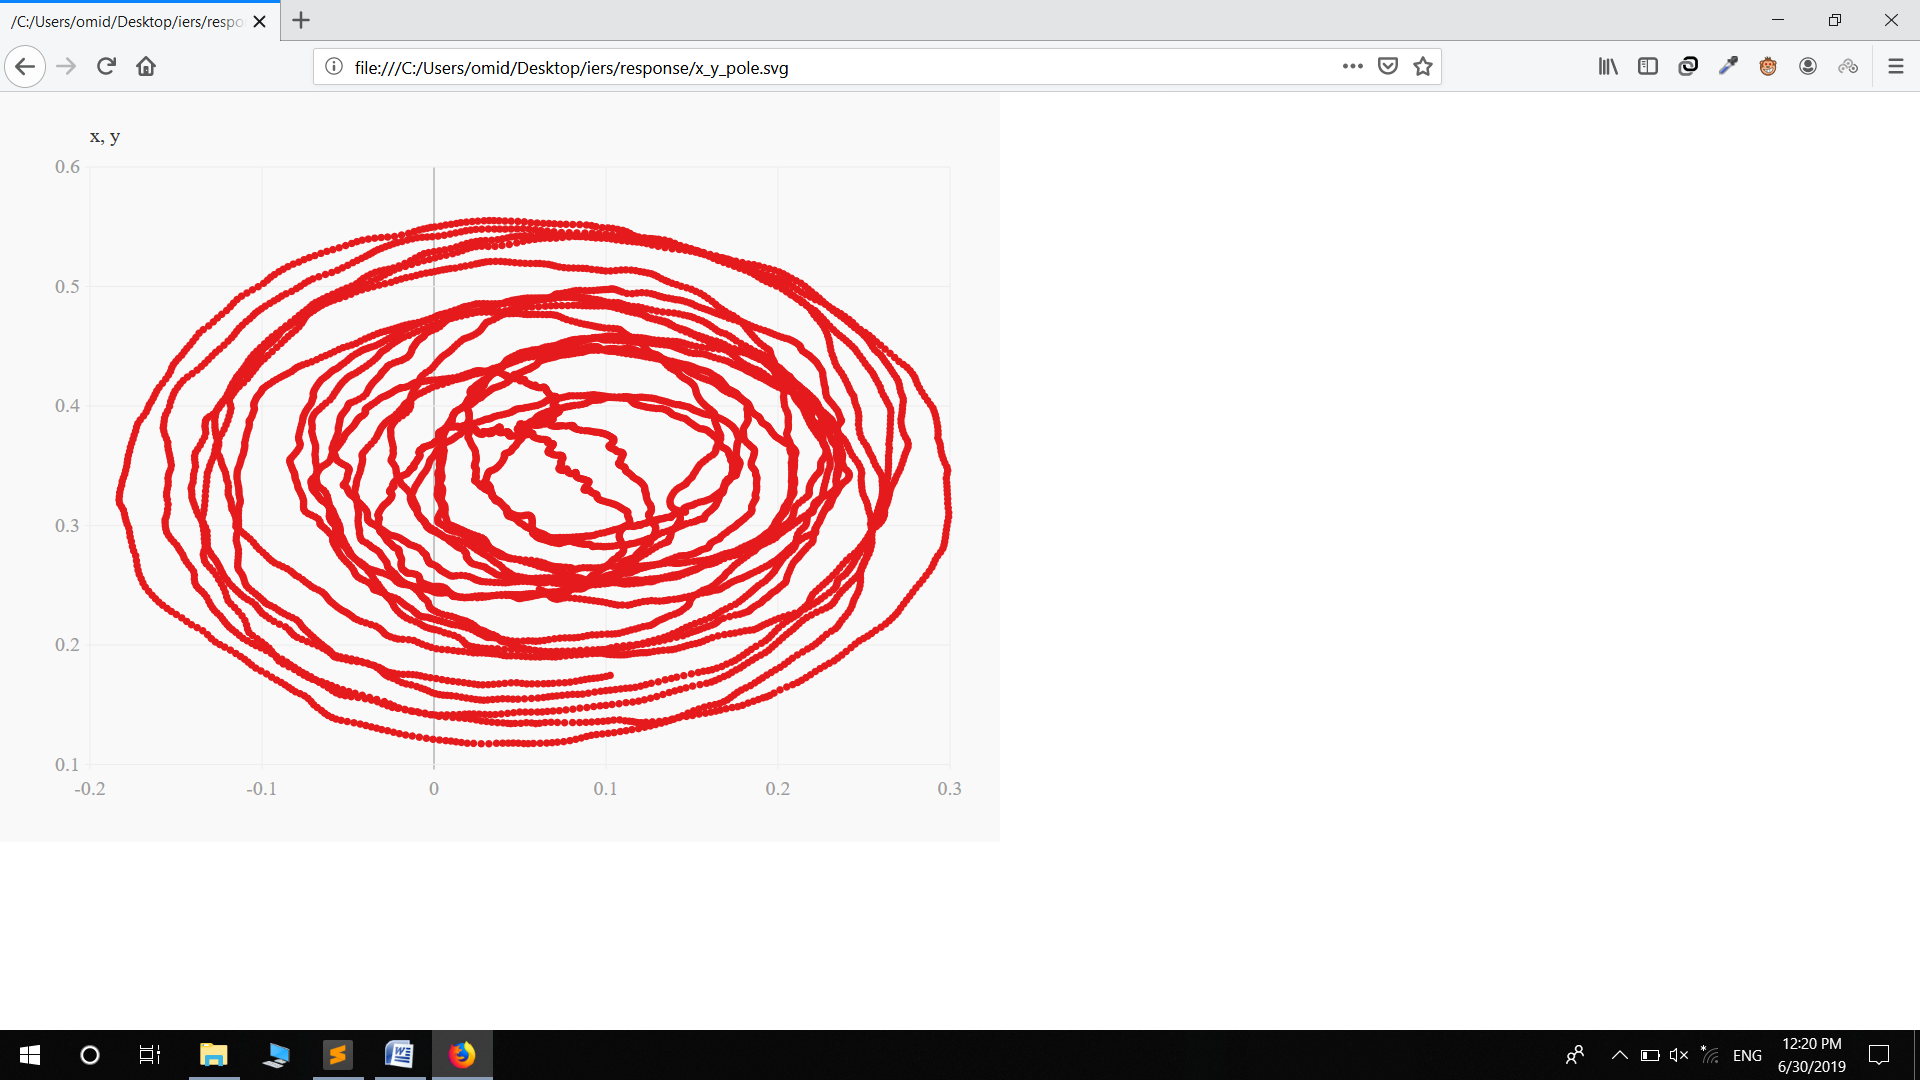 /C:/Users/omid/Desktop/iers/respo
file:///C:/Users/omid/Desktop/iers/response/x_y_pole.svg
x, y
0.6
0.5
0.4
0.3
0.2
0.1
-0.2 -0.1 0 0.1 0.2 0.3
ENG
12:20 PM
6/30/2019